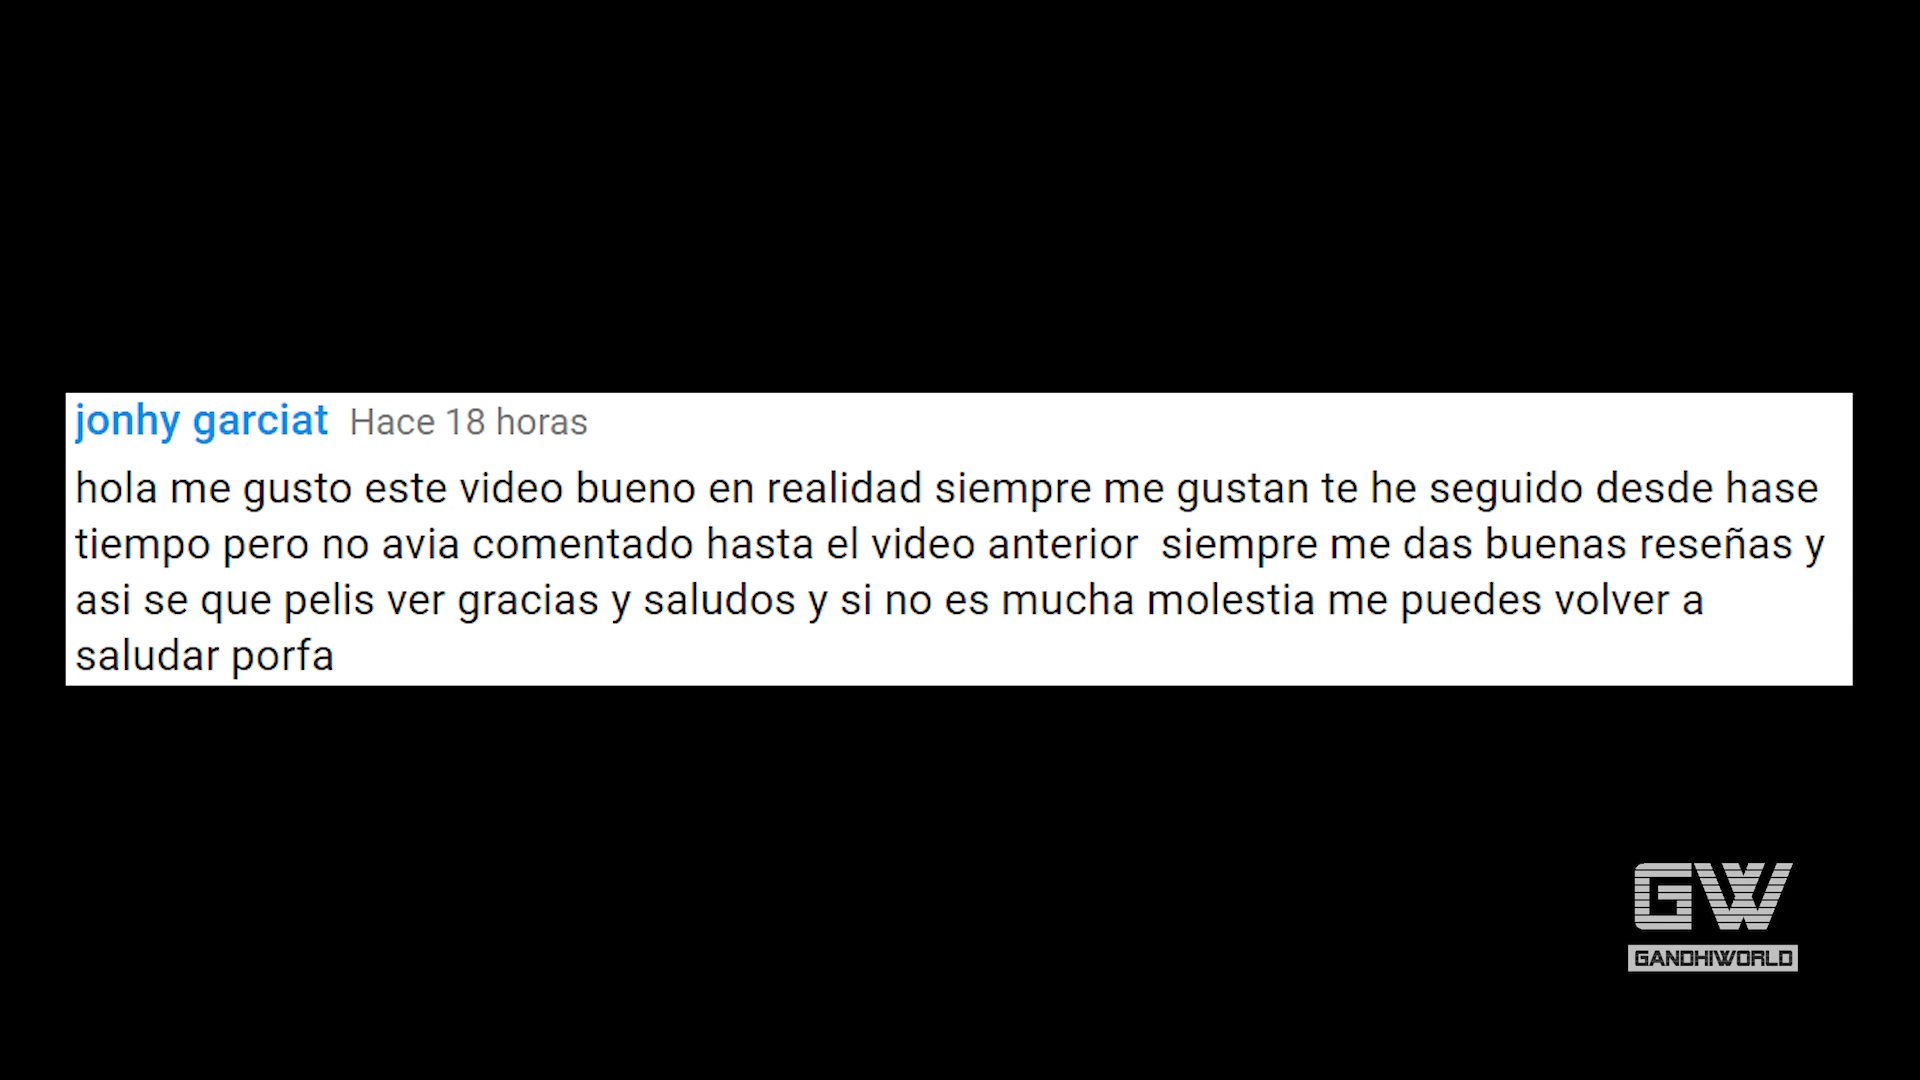 jonhy garciat Hace 18 horas
hola me gusto este video bueno en realidad siempre me gustan te he seguido desde hase
tiempo pero no avia comentado hasta el video anterior  siempre me das buenas reseñas y
asi se que pelis ver gracias y saludos y si no es mucha molestia me puedes volver a
saludar porfa
GW
GANDHIWORLD